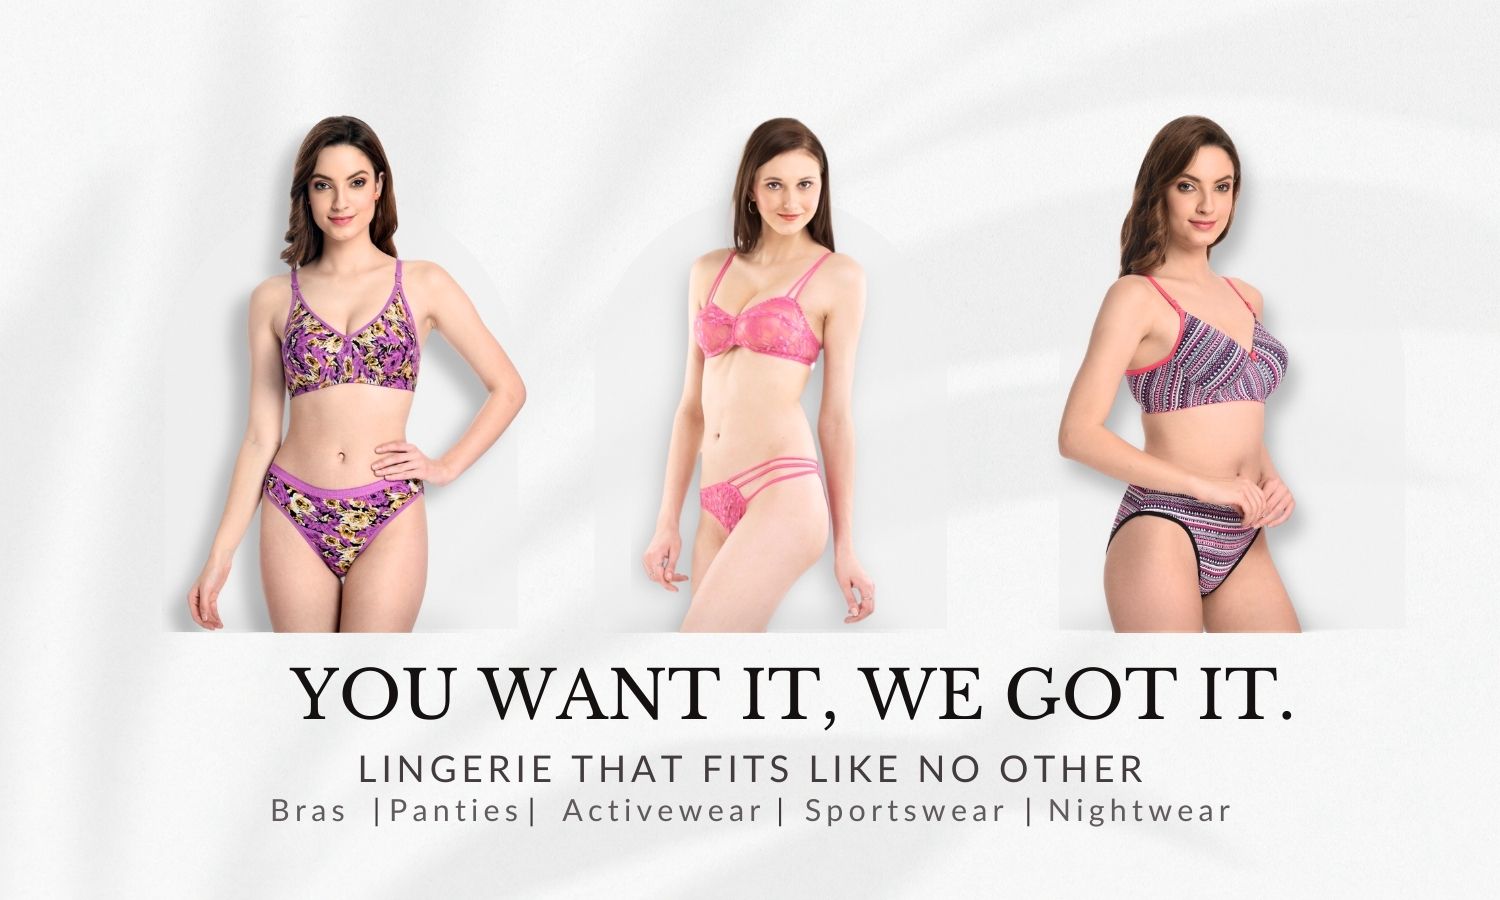 YOU WANT IT, WE GOT IT.
LINGERIE THAT FITS LIKE NO OTHER
Bras |Panties| Activewear | Sportswear | Nightwear